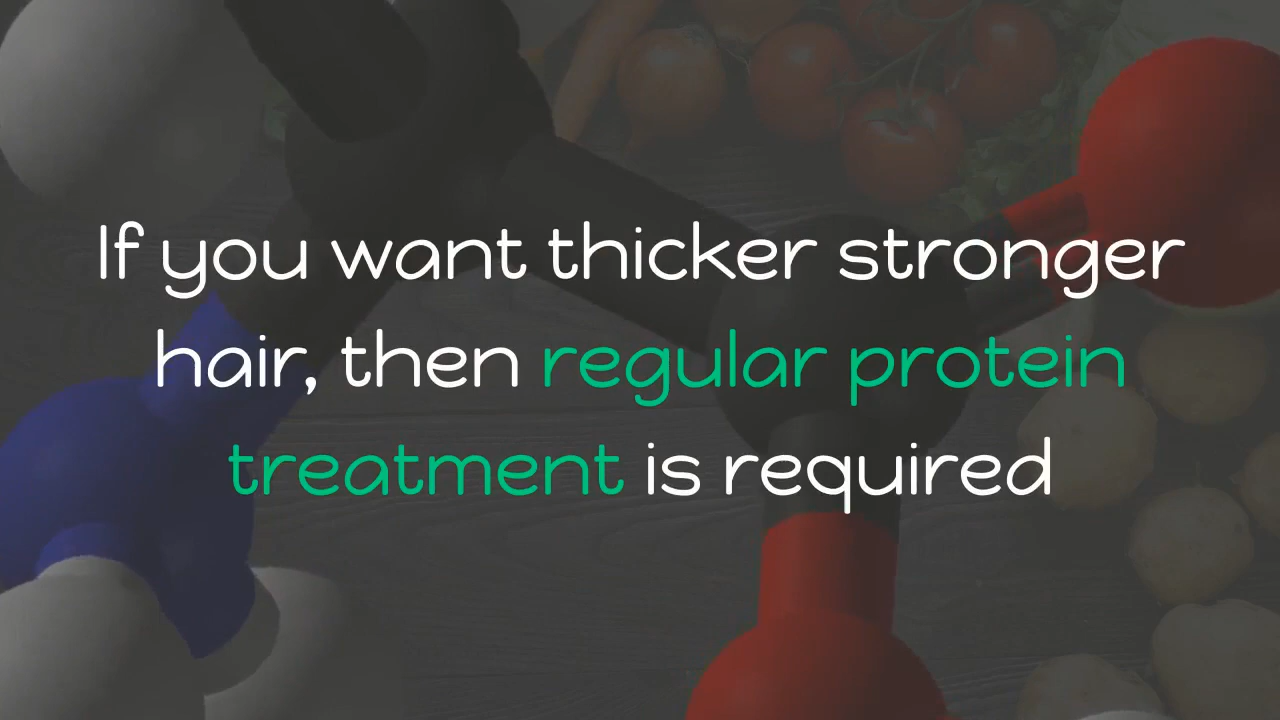 If you want thicker stronger
hair, then regular protein
treatment is required